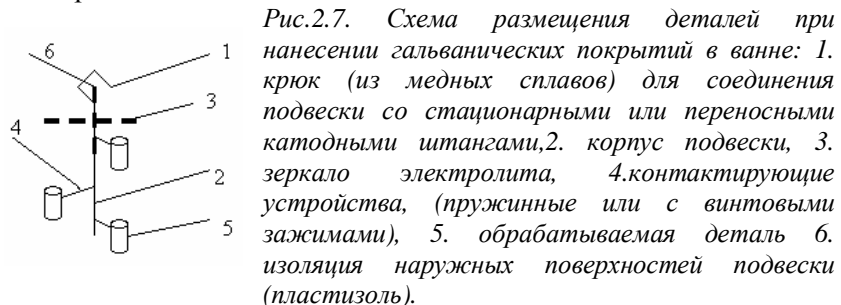 6
1
3
4
2
5
Рис.2.7. Схема размещения деталей при
нанесении гальванических покрытий в ванне: 1.
крюк (из медных сплавов) для соединения
подвески со стационарными или переносными
катодными штангами,2. корпус подвески, 3.
зеркало электролита, 4.контактирующие
устройства, (пружинные или с винтовыми
зажимами), 5. обрабатываемая деталь 6.
изоляция наружных поверхностей подвески
(пластизоль).